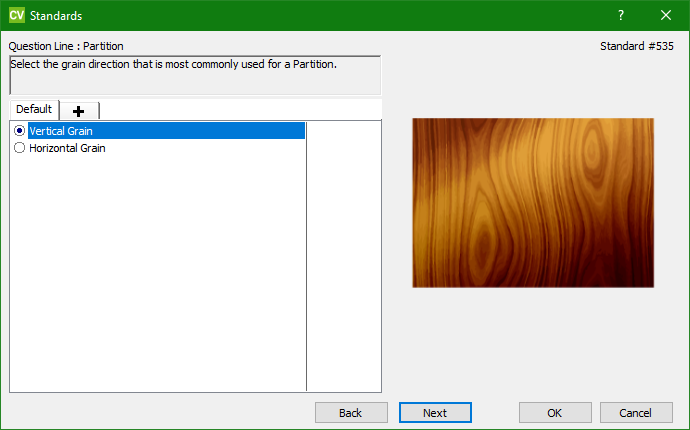 CV Standards ?
Question Line : Partition Standard #535
Select the grain direction that is most commonly used for a Partition.
Default
Vertical Grain
Horizontal Grain
Back Next OK Cancel